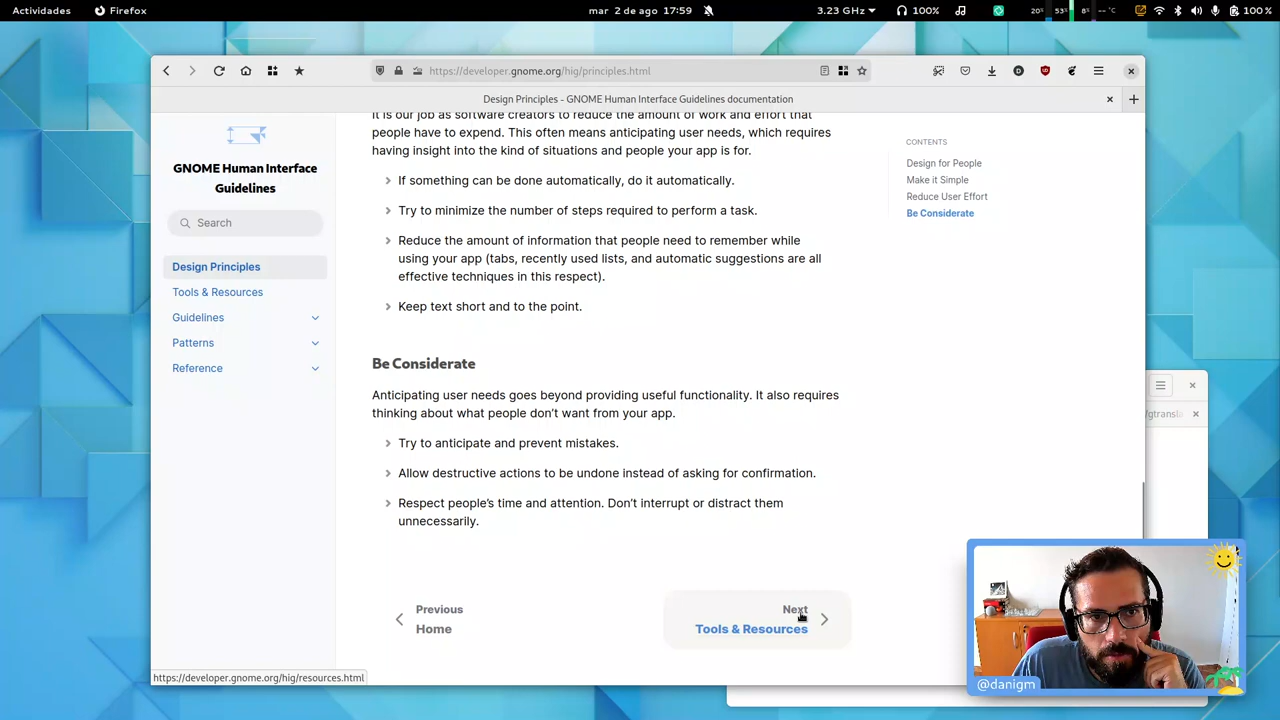 Actividades
Firefox
mar 2 de ago 17:59
3.23 GHz
100%
20%
53%
8%
-- °C
100 %
https://developer.gnome.org/hig/principles.html
Design Principles - GNOME Human Interface Guidelines documentation
GNOME Human Interface
Guidelines
Search
Design Principles
Tools & Resources
Guidelines
Patterns
Reference
It is our job as software creators to reduce the amount of work and effort that
people have to expend. This often means anticipating user needs, which requires
having insight into the kind of situations and people your app is for.
If something can be done automatically, do it automatically.
Try to minimize the number of steps required to perform a task.
Reduce the amount of information that people need to remember while
using your app (tabs, recently used lists, and automatic suggestions are all
effective techniques in this respect).
Keep text short and to the point.
Be Considerate
Anticipating user needs goes beyond providing useful functionality. It also requires
thinking about what people don’t want from your app.
Try to anticipate and prevent mistakes.
Allow destructive actions to be undone instead of asking for confirmation.
Respect people’s time and attention. Don’t interrupt or distract them
unnecessarily.
Previous
Home
Next
Tools & Resources
CONTENTS
Design for People
Make it Simple
Reduce User Effort
Be Considerate
/gtransla
https://developer.gnome.org/hig/resources.html
@danigm